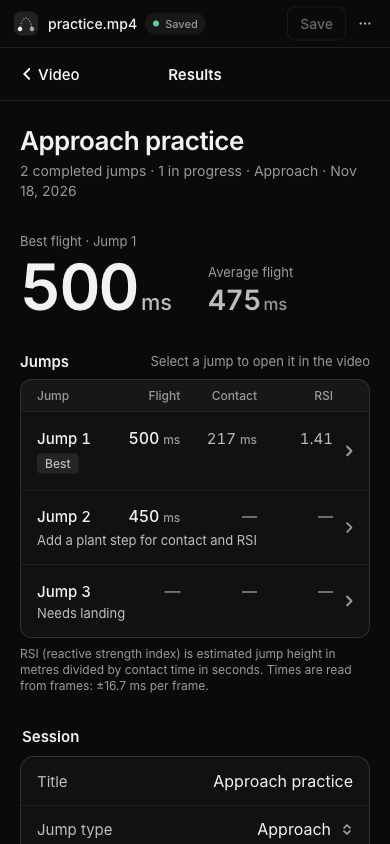 practice.mp4 Saved Save
Video Results
Approach practice
2 completed jumps · 1 in progress · Approach · Nov
18, 2026
Best flight · Jump 1
500 ms
Average flight
475 ms
Jumps Select a jump to open it in the video
Jump Flight Contact RSI
Jump 1 500 ms 217 ms 1.41
Best
Jump 2 450 ms — —
Add a plant step for contact and RSI
Jump 3 — — —
Needs landing
RSI (reactive strength index) is estimated jump height in
metres divided by contact time in seconds. Times are read
from frames: ±16.7 ms per frame.
Session
Title Approach practice
Jump type Approach